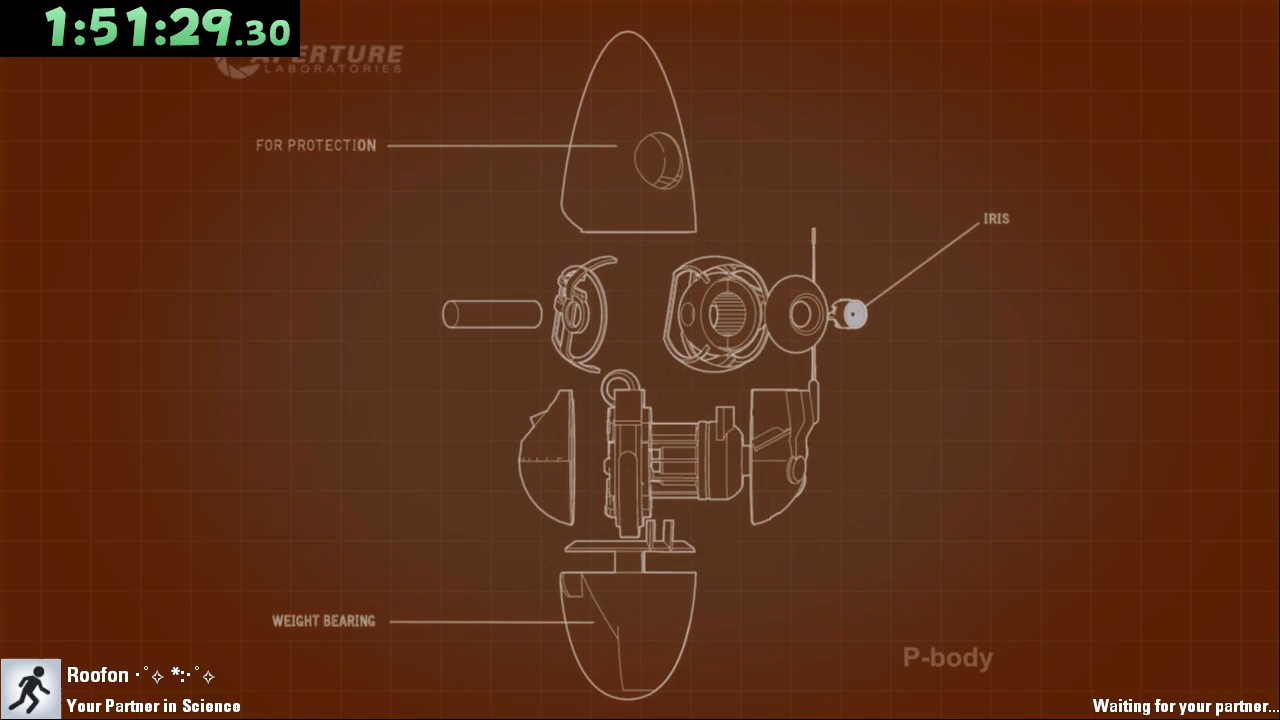 1:51:29.30
APERTURE
LABORATORIES
FOR PROTECTION
IRIS
WEIGHT BEARING
P-body
Roofon ·˚✧ *:·˚✧
Your Partner in Science
Waiting for your partner...